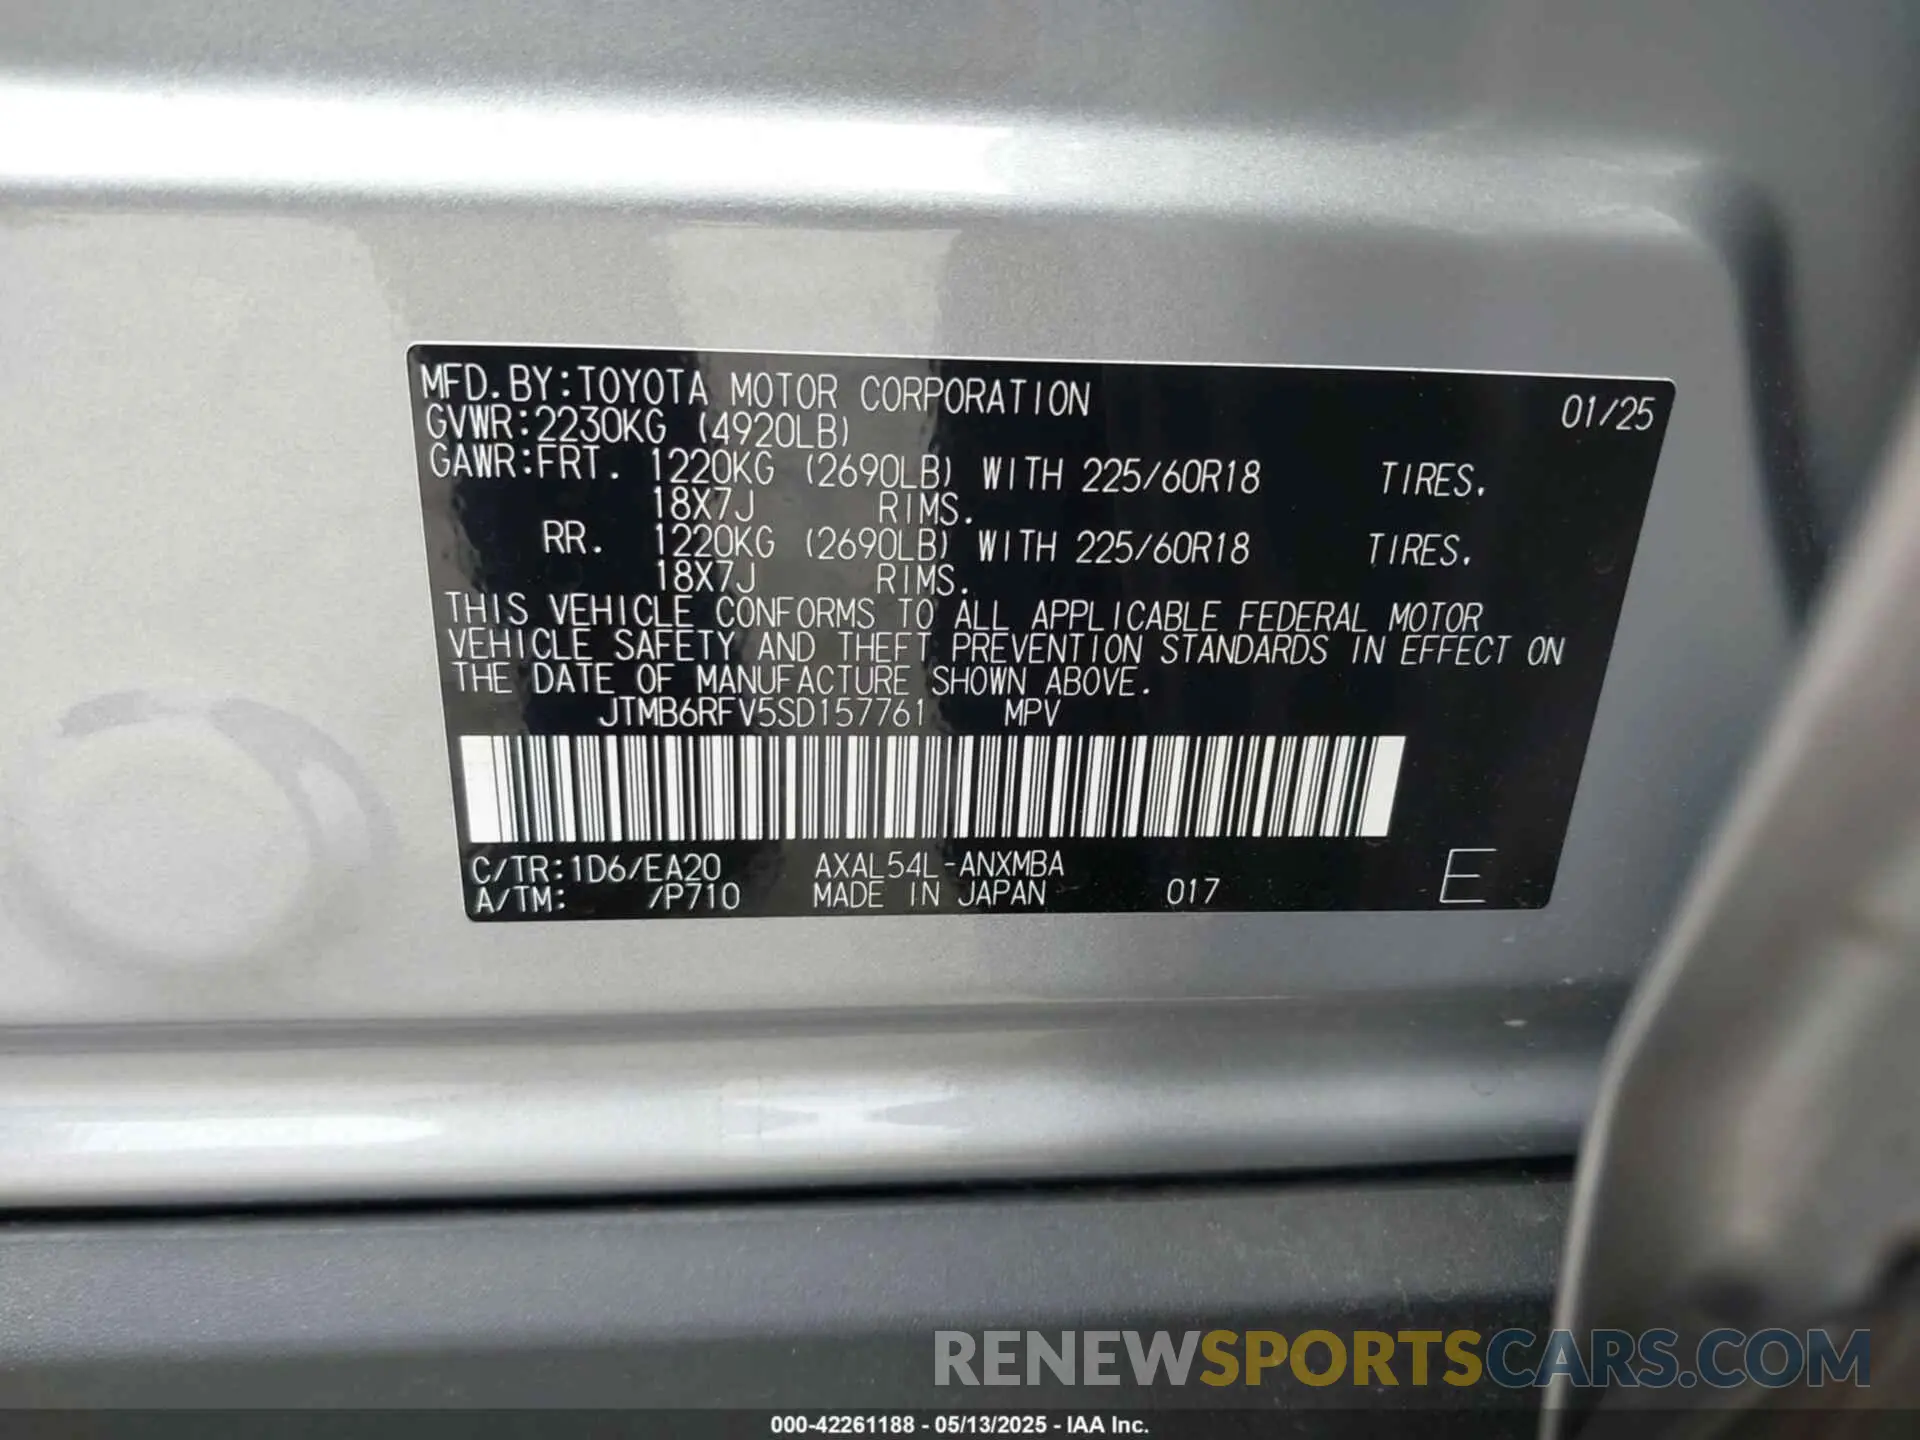 MFD.BY:TOYOTA MOTOR CORPORATION 01/25
GVWR:2230KG (4920LB)
GAWR:FRT. 1220KG (2690LB) WITH 225/60R18 TIRES.
18X7J RIMS.
RR. 1220KG (2690LB) WITH 225/60R18 TIRES.
18X7J RIMS.
THIS VEHICLE CONFORMS TO ALL APPLICABLE FEDERAL MOTOR
VEHICLE SAFETY AND THEFT PREVENTION STANDARDS IN EFFECT ON
THE DATE OF MANUFACTURE SHOWN ABOVE.
JTMB6RFV5SD157761 MPV
C/TR:1D6/EA20 AXAL54L-ANXMBA
A/TM: /P710 MADE IN JAPAN 017 E
RENEWSPORTSCARS.COM
000-42261188 - 05/13/2025 - IAA Inc.